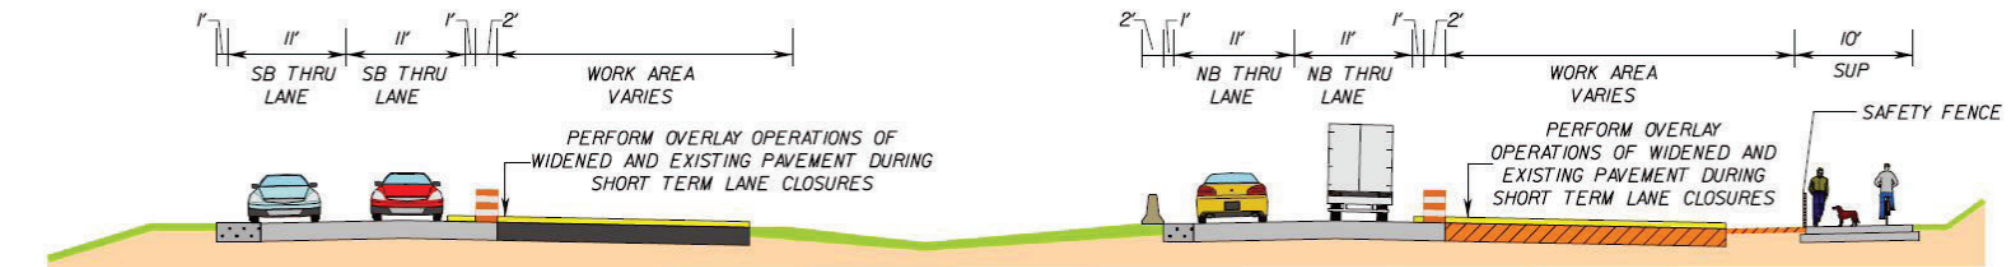 1' 11' 11' 1' 2'
SB THRU LANE
SB THRU LANE
WORK AREA
VARIES
PERFORM OVERLAY OPERATIONS OF
WIDENED AND EXISTING PAVEMENT DURING
SHORT TERM LANE CLOSURES
2' 1' 11' 11' 1' 2' 10'
NB THRU LANE
NB THRU LANE
WORK AREA
VARIES
SUP
SAFETY FENCE
PERFORM OVERLAY
OPERATIONS OF WIDENED AND
EXISTING PAVEMENT DURING
SHORT TERM LANE CLOSURES